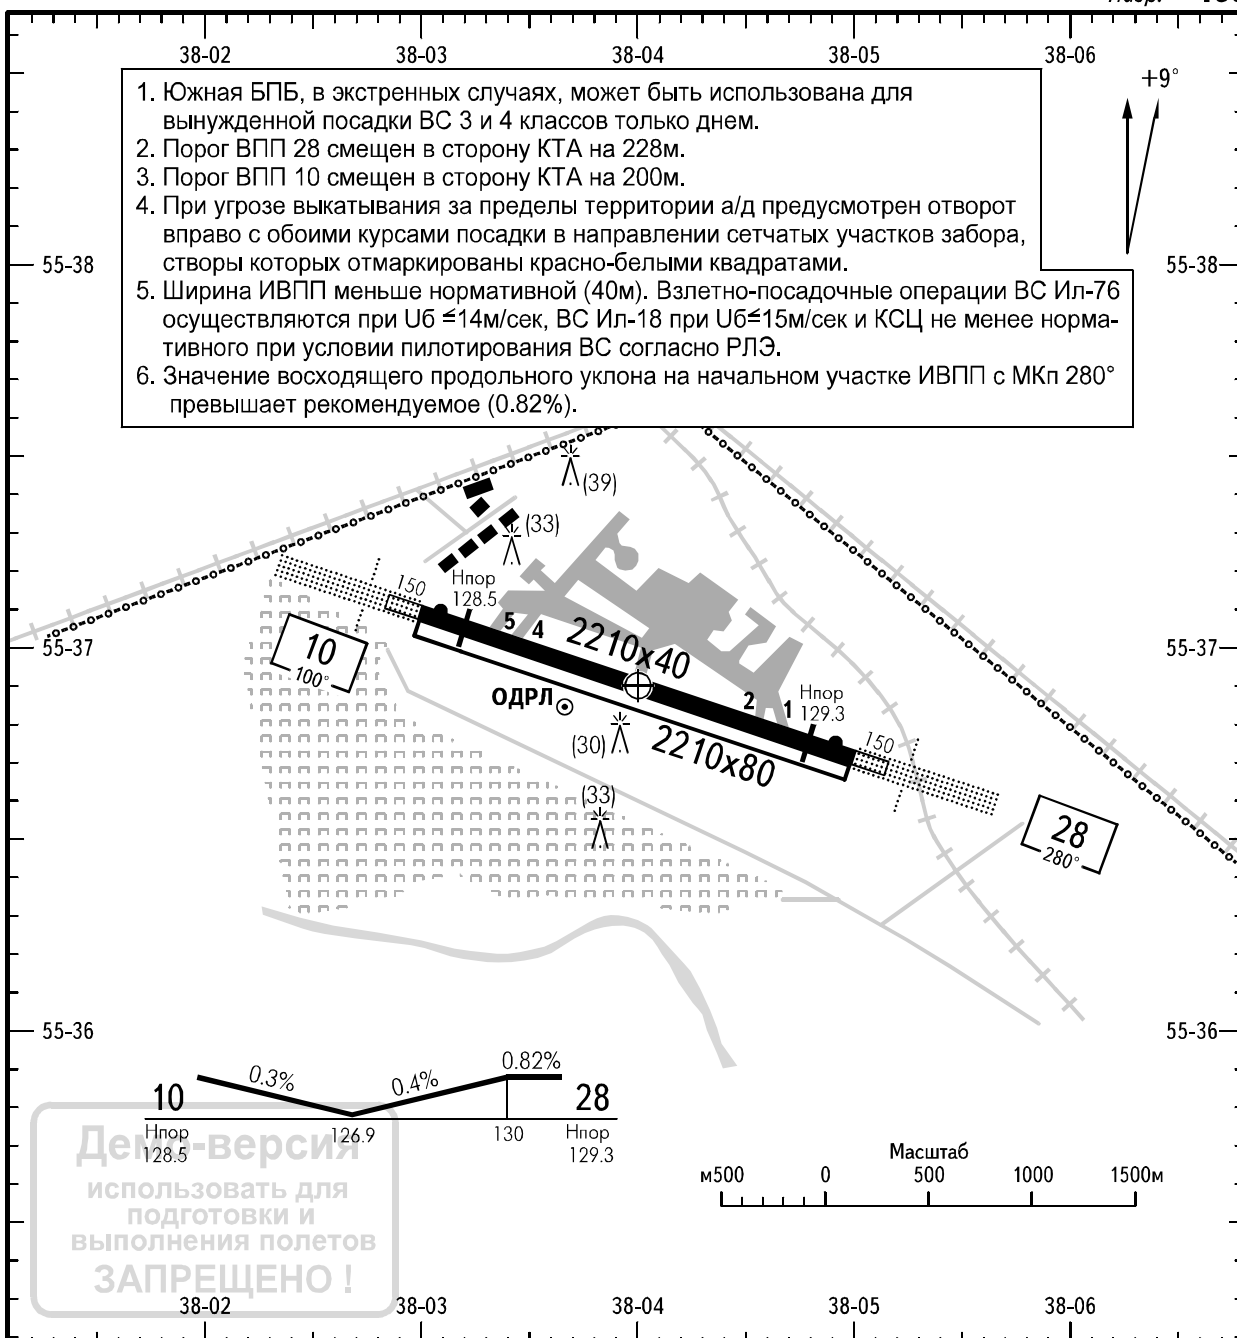 38-02 38-03 38-04 38-05 38-06
+9°
1. Южная БПБ, в экстренных случаях, может быть использована для
вынужденной посадки ВС 3 и 4 классов только днем.
2. Порог ВПП 28 смещен в сторону КТА на 228м.
3. Порог ВПП 10 смещен в сторону КТА на 200м.
4. При угрозе выкатывания за пределы территории а/д предусмотрен отворот
вправо с обоими курсами посадки в направлении сетчатых участков забора,
створы которых отмаркированы красно-белыми квадратами.
5. Ширина ИВПП меньше нормативной (40м). Взлетно-посадочные операции ВС Ил-76
осуществляются при Uб ≦14м/сек, ВС Ил-18 при Uб≦15м/сек и КСЦ не менее норма-
тивного при условии пилотирования ВС согласно РЛЭ.
6. Значение восходящего продольного уклона на начальном участке ИВПП с МКп 280°
превышает рекомендуемое (0.82%).
55-38 55-38
(39)
(33)
150
Нпор
128.5
5 4
2210х40
10
100°
55-37 55-37
ОДРЛ
2 1
Нпор
129.3
150
(30)
2210х80
(33)
28
280°
55-36 55-36
0.3% 0.4% 0.82%
10 28
Нпор
128.5
126.9 130
Нпор
129.3
Демо-версия
использовать для
подготовки и
выполнения полетов
ЗАПРЕЩЕНО !
Масштаб
м500 0 500 1000 1500м
38-02 38-03 38-04 38-05 38-06